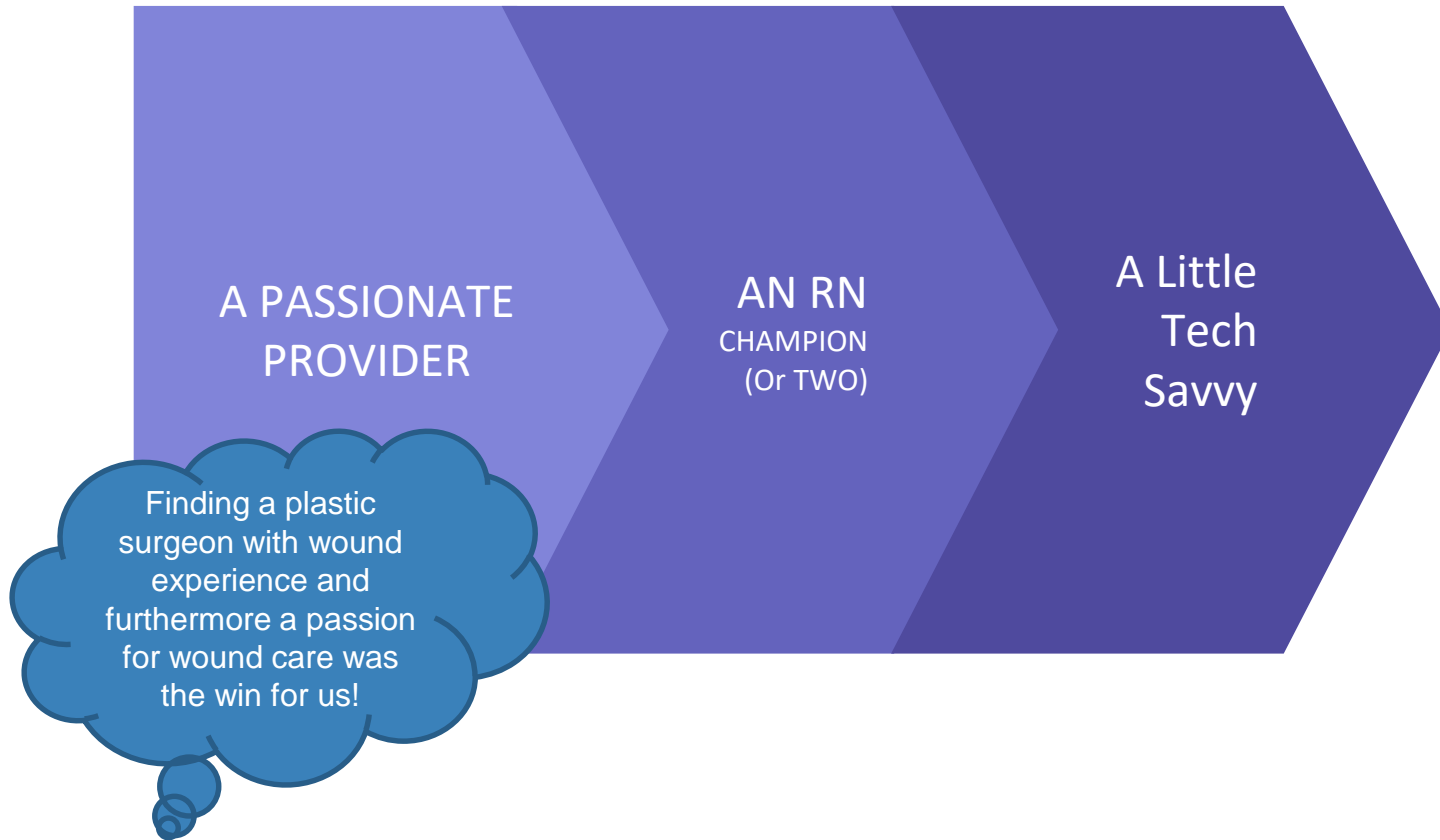 A PASSIONATE
PROVIDER
AN RN
CHAMPION
(Or TWO)
A Little
Tech
Savvy
Finding a plastic
surgeon with wound
experience and
furthermore a passion
for wound care was
the win for us!